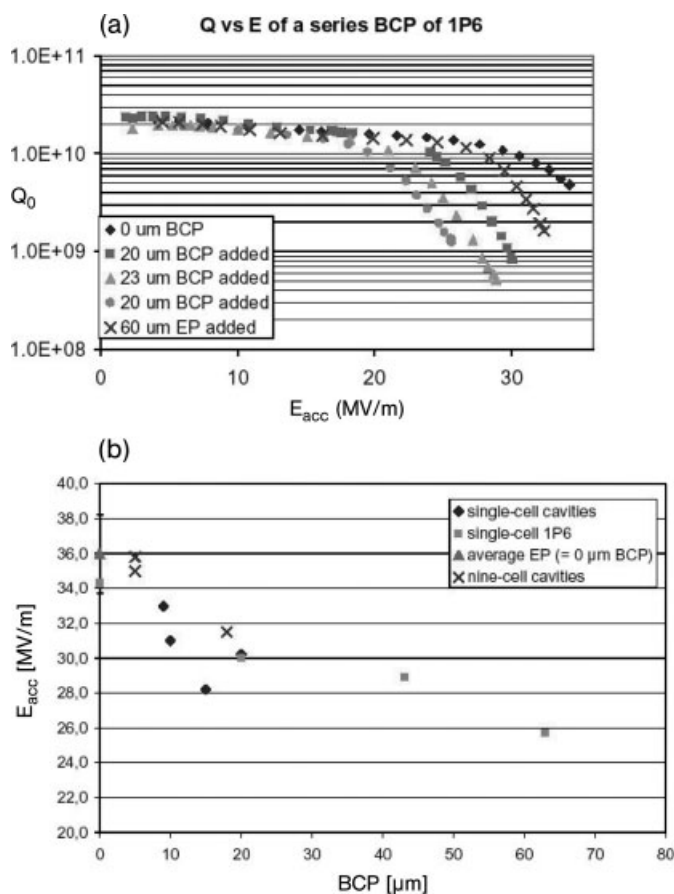 (a)
Q vs E of a series BCP of 1P6
1.0E+11
1.0E+10
Q0
1.0E+09
1.0E+08
0 um BCP
20 um BCP added
23 um BCP added
20 um BCP added
60 um EP added
0 10 20 30
Eacc (MV/m)
(b)
40,0
38,0
36,0
34,0
32,0
30,0
28,0
26,0
24,0
22,0
20,0
Eacc [MV/m]
single-cell cavities
single-cell 1P6
average EP (= 0 µm BCP)
nine-cell cavities
0 10 20 30 40 50 60 70 80
BCP [µm]